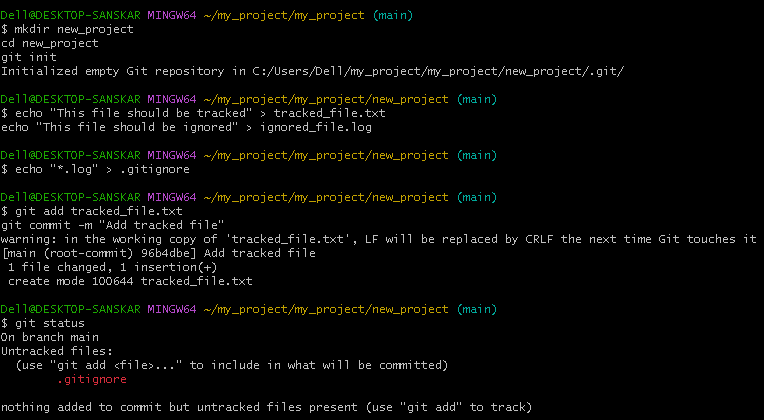 Dell@DESKTOP-SANSKAR MINGW64 ~/my_project/my_project (main)
$ mkdir new_project
cd new_project
git init
Initialized empty Git repository in C:/Users/Dell/my_project/my_project/new_project/.git/
Dell@DESKTOP-SANSKAR MINGW64 ~/my_project/my_project/new_project (main)
$ echo "This file should be tracked" > tracked_file.txt
echo "This file should be ignored" > ignored_file.log
Dell@DESKTOP-SANSKAR MINGW64 ~/my_project/my_project/new_project (main)
$ echo "*.log" > .gitignore
Dell@DESKTOP-SANSKAR MINGW64 ~/my_project/my_project/new_project (main)
$ git add tracked_file.txt
git commit -m "Add tracked file"
warning: in the working copy of 'tracked_file.txt', LF will be replaced by CRLF the next time Git touches it
[main (root-commit) 96b4dbe] Add tracked file
 1 file changed, 1 insertion(+)
 create mode 100644 tracked_file.txt
Dell@DESKTOP-SANSKAR MINGW64 ~/my_project/my_project/new_project (main)
$ git status
On branch main
Untracked files:
  (use "git add <file>..." to include in what will be committed)
        .gitignore
nothing added to commit but untracked files present (use "git add" to track)